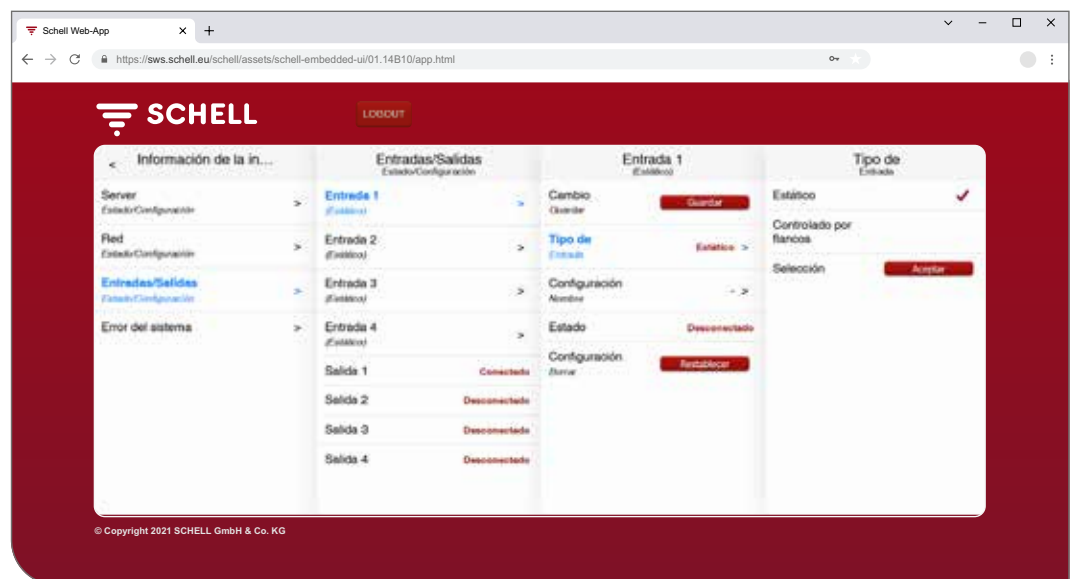 Schell Web-App
https://sws.schell.eu/schell/assets/schell-embedded-ui/01.14B10/app.html
SCHELL
LOGOUT
< Información de la in...
Server >
Estado/Configuración
Red >
Estado/Configuración
Entradas/Salidas >
Estado/Configuración
Error del sistema >
Entradas/Salidas
Estado/Configuración
Entrada 1 >
(Estático)
Entrada 2 >
(Estático)
Entrada 3 >
(Estático)
Entrada 4 >
(Estático)
Salida 1 Conectado
Salida 2 Desconectado
Salida 3 Desconectado
Salida 4 Desconectado
Entrada 1
(Estático)
Cambio Guardar
Guardar
Tipo de Estático >
Entrada
Configuración - >
Nombre
Estado Desconectado
Configuración Restablecer
Borrar
Tipo de
Entrada
Estático
Controlado por
flancos
Selección Aceptar
© Copyright 2021 SCHELL GmbH & Co. KG